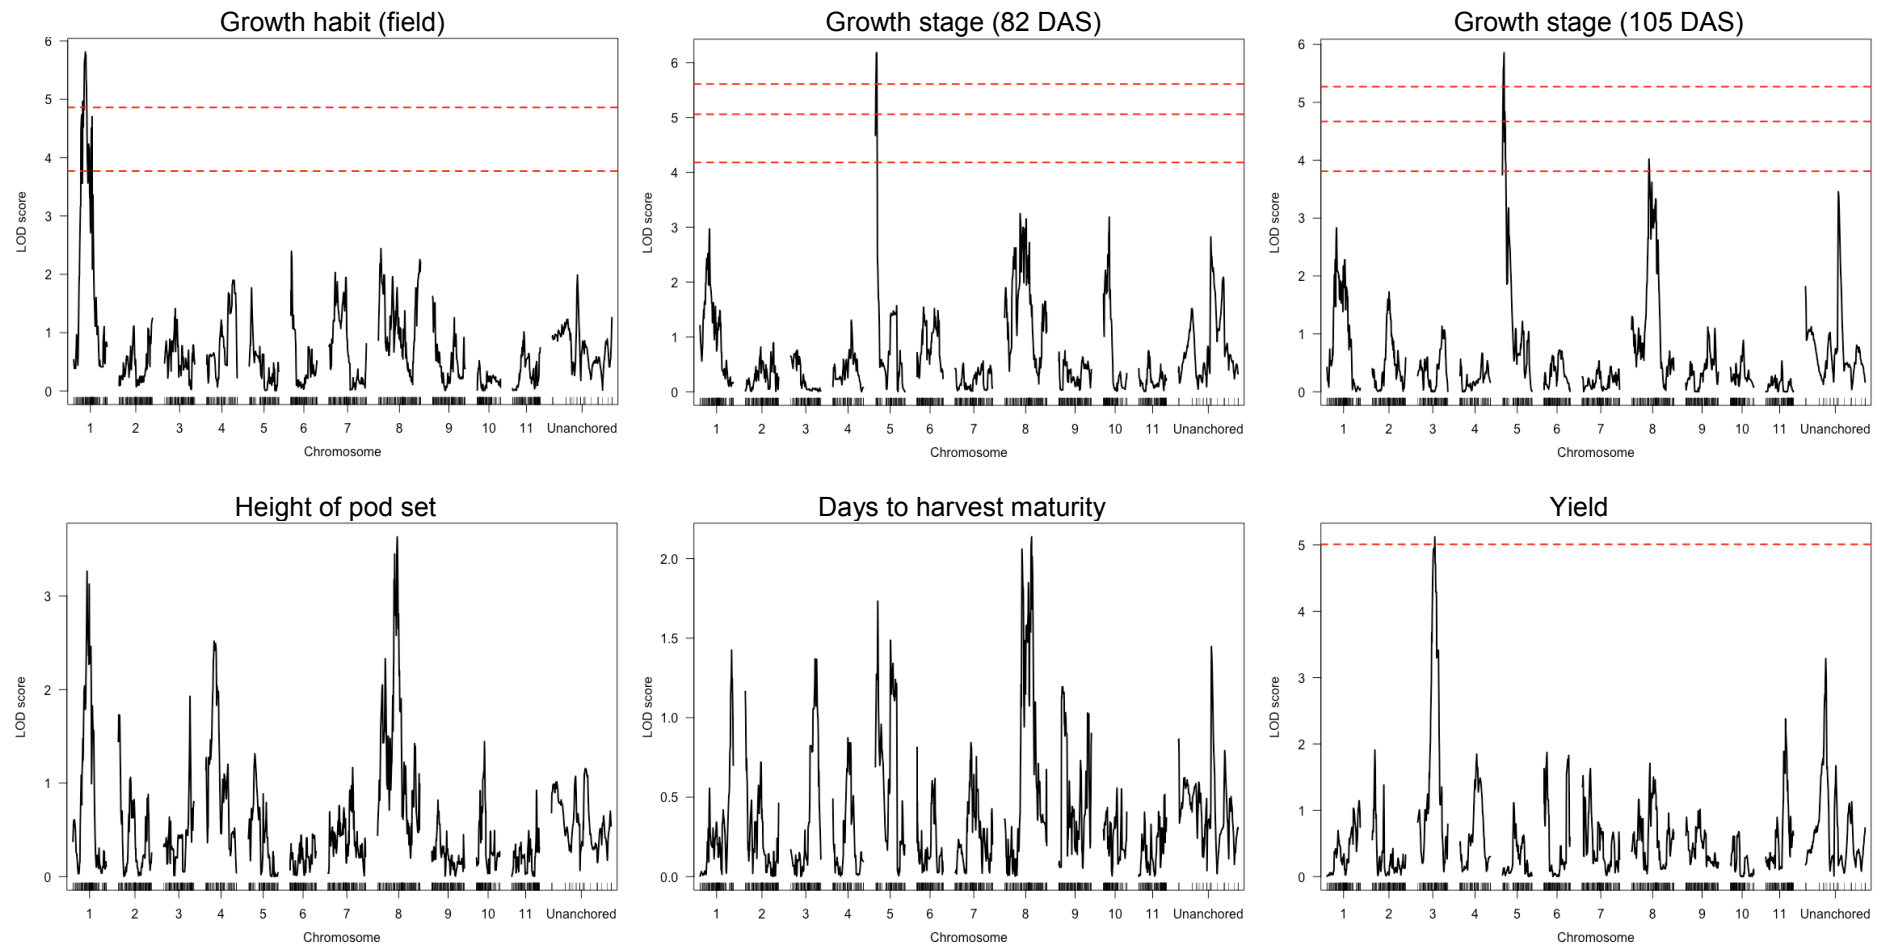 Growth habit (field)
6
5
4
3
2
1
0
LOD score
1 2 3 4 5 6 7 8 9 10 11 Unanchored
Chromosome
Growth stage (82 DAS)
6
5
4
3
2
1
0
LOD score
1 2 3 4 5 6 7 8 9 10 11 Unanchored
Chromosome
Growth stage (105 DAS)
6
5
4
3
2
1
0
LOD score
1 2 3 4 5 6 7 8 9 10 11 Unanchored
Chromosome
Height of pod set
3
2
1
0
LOD score
1 2 3 4 5 6 7 8 9 10 11 Unanchored
Chromosome
Days to harvest maturity
2.0
1.5
1.0
0.5
0.0
LOD score
1 2 3 4 5 6 7 8 9 10 11 Unanchored
Chromosome
Yield
5
4
3
2
1
0
LOD score
1 2 3 4 5 6 7 8 9 10 11 Unanchored
Chromosome